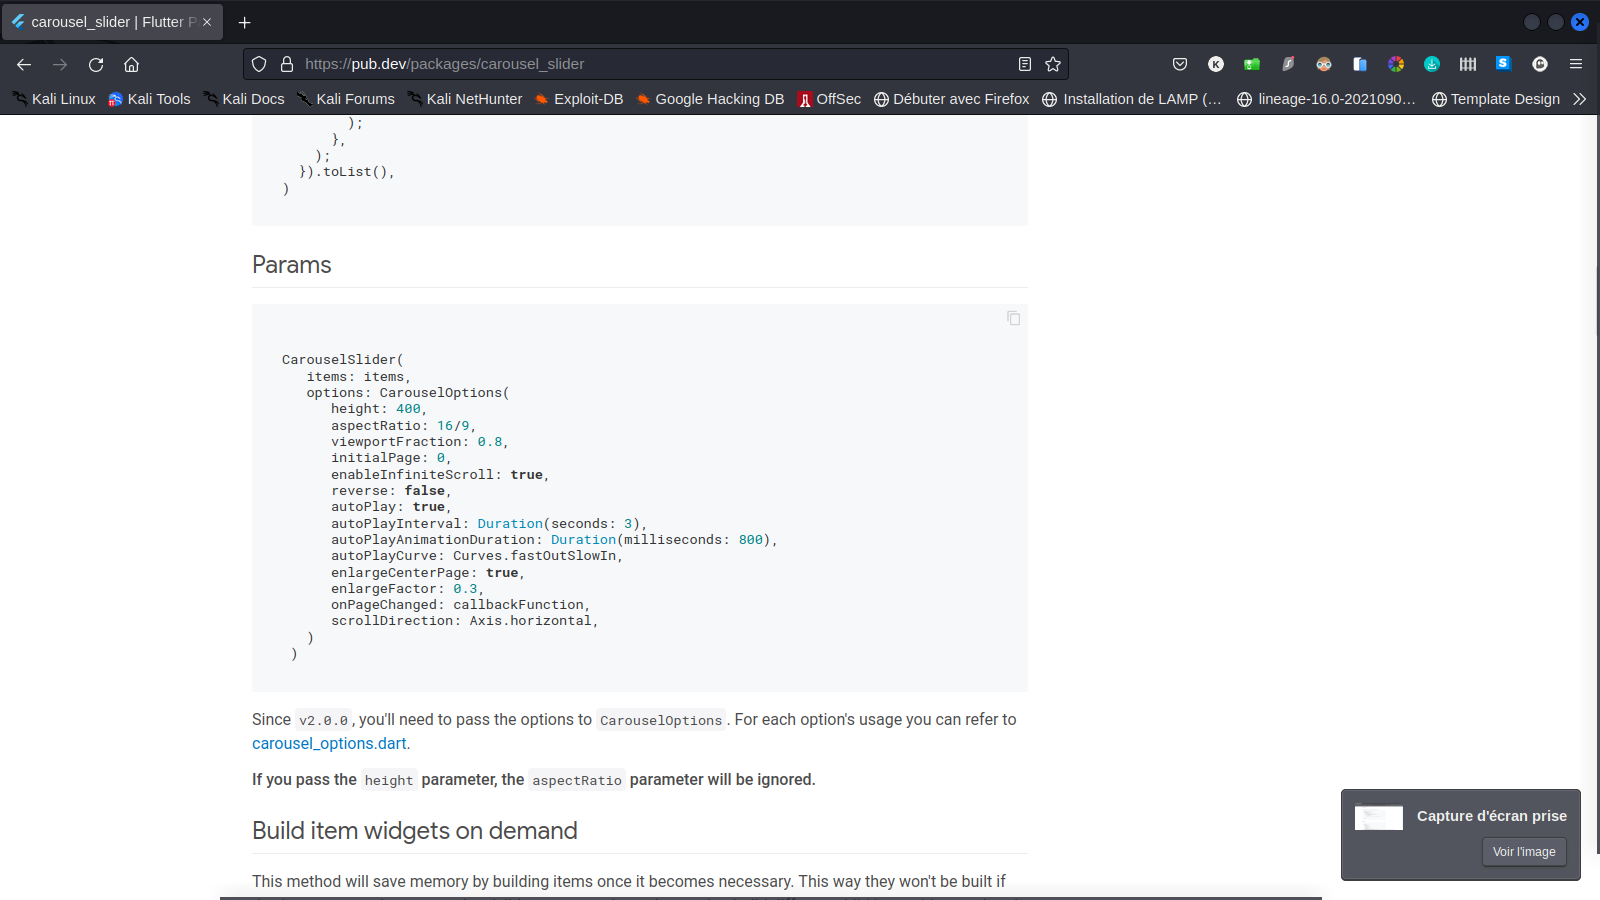 carousel_slider | Flutter P
https://pub.dev/packages/carousel_slider
Kali Linux Kali Tools Kali Docs Kali Forums Kali NetHunter Exploit-DB Google Hacking DB OffSec Débuter avec Firefox Installation de LAMP (… lineage-16.0-2021090… Template Design
);
},
);
}).toList(),
)
Params
CarouselSlider(
items: items,
options: CarouselOptions(
height: 400,
aspectRatio: 16/9,
viewportFraction: 0.8,
initialPage: 0,
enableInfiniteScroll: true,
reverse: false,
autoPlay: true,
autoPlayInterval: Duration(seconds: 3),
autoPlayAnimationDuration: Duration(milliseconds: 800),
autoPlayCurve: Curves.fastOutSlowIn,
enlargeCenterPage: true,
enlargeFactor: 0.3,
onPageChanged: callbackFunction,
scrollDirection: Axis.horizontal,
)
)
Since v2.0.0, you'll need to pass the options to CarouselOptions. For each option's usage you can refer to
carousel_options.dart.
If you pass the height parameter, the aspectRatio parameter will be ignored.
Build item widgets on demand
This method will save memory by building items once it becomes necessary. This way they won't be built if
Capture d'écran prise
Voir l'image